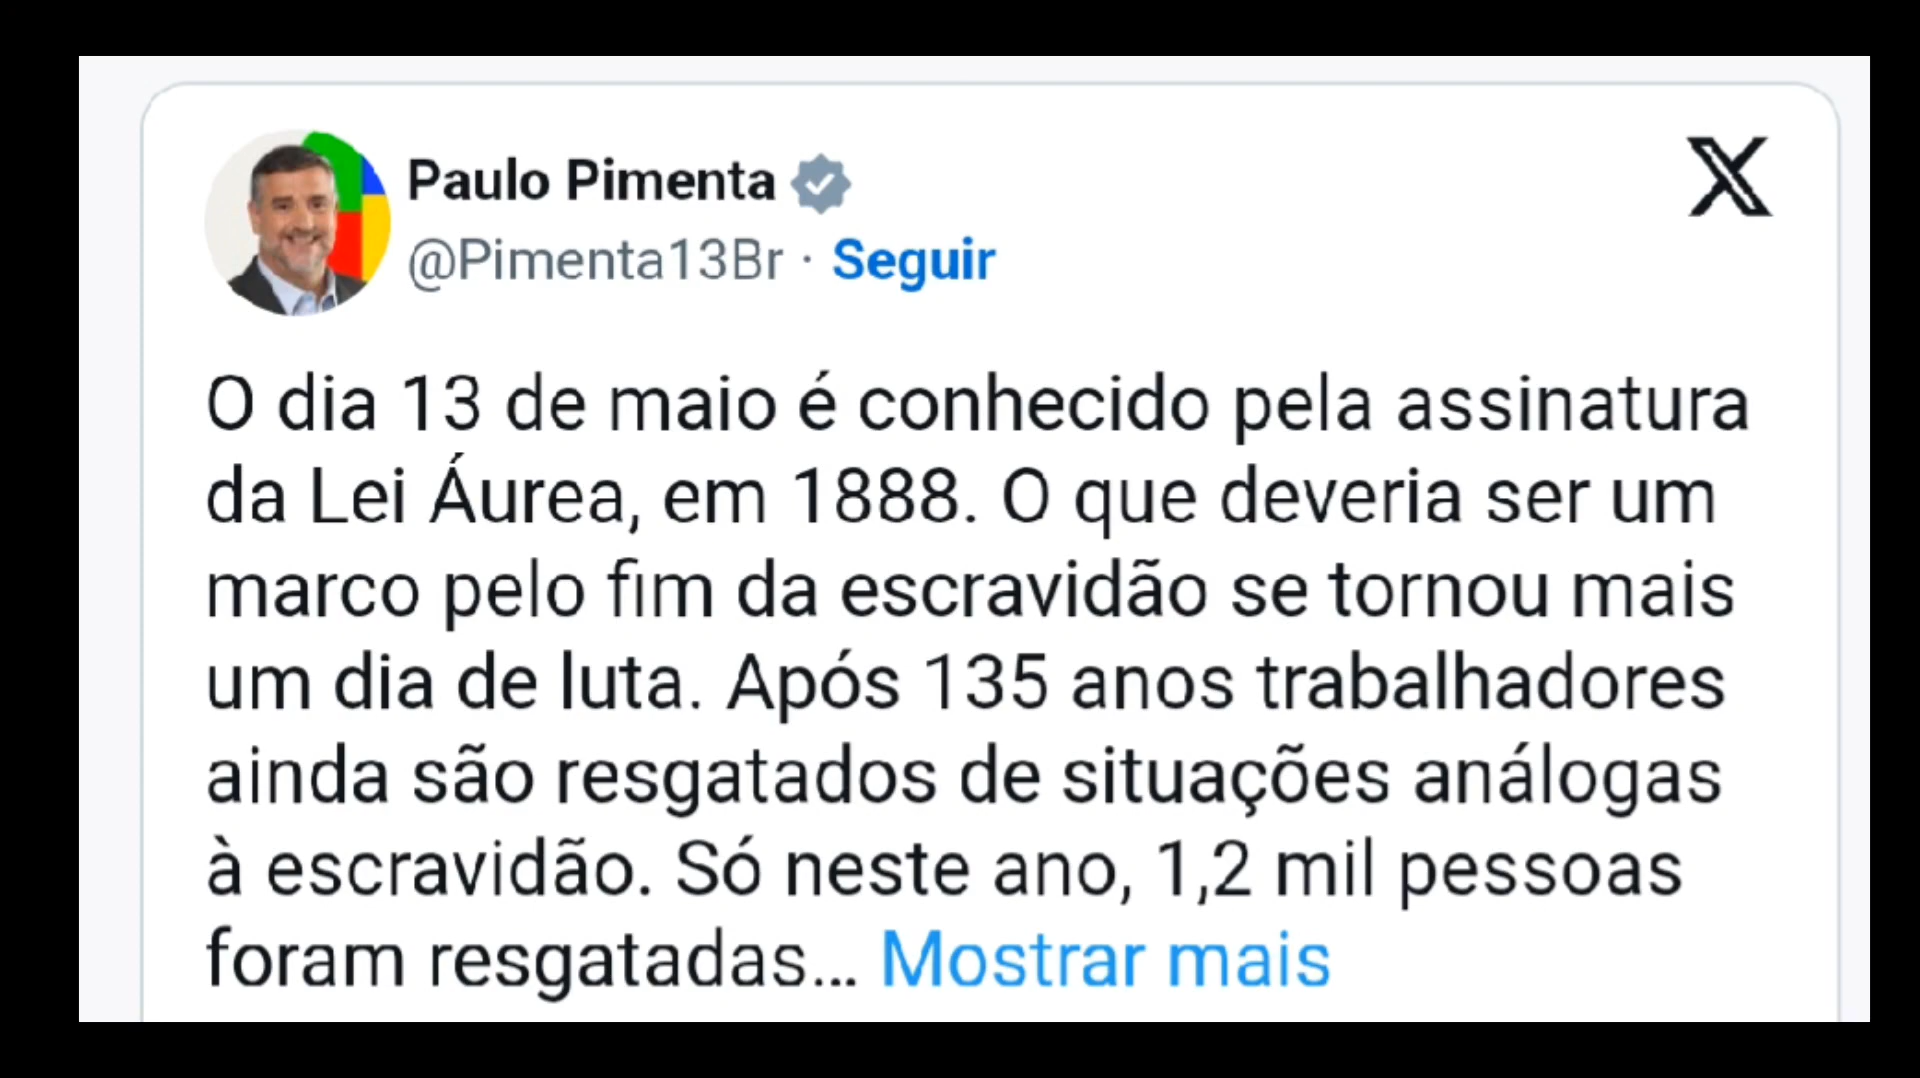 Paulo Pimenta
@Pimenta13Br · Seguir
O dia 13 de maio é conhecido pela assinatura
da Lei Áurea, em 1888. O que deveria ser um
marco pelo fim da escravidão se tornou mais
um dia de luta. Após 135 anos trabalhadores
ainda são resgatados de situações análogas
à escravidão. Só neste ano, 1,2 mil pessoas
foram resgatadas... Mostrar mais